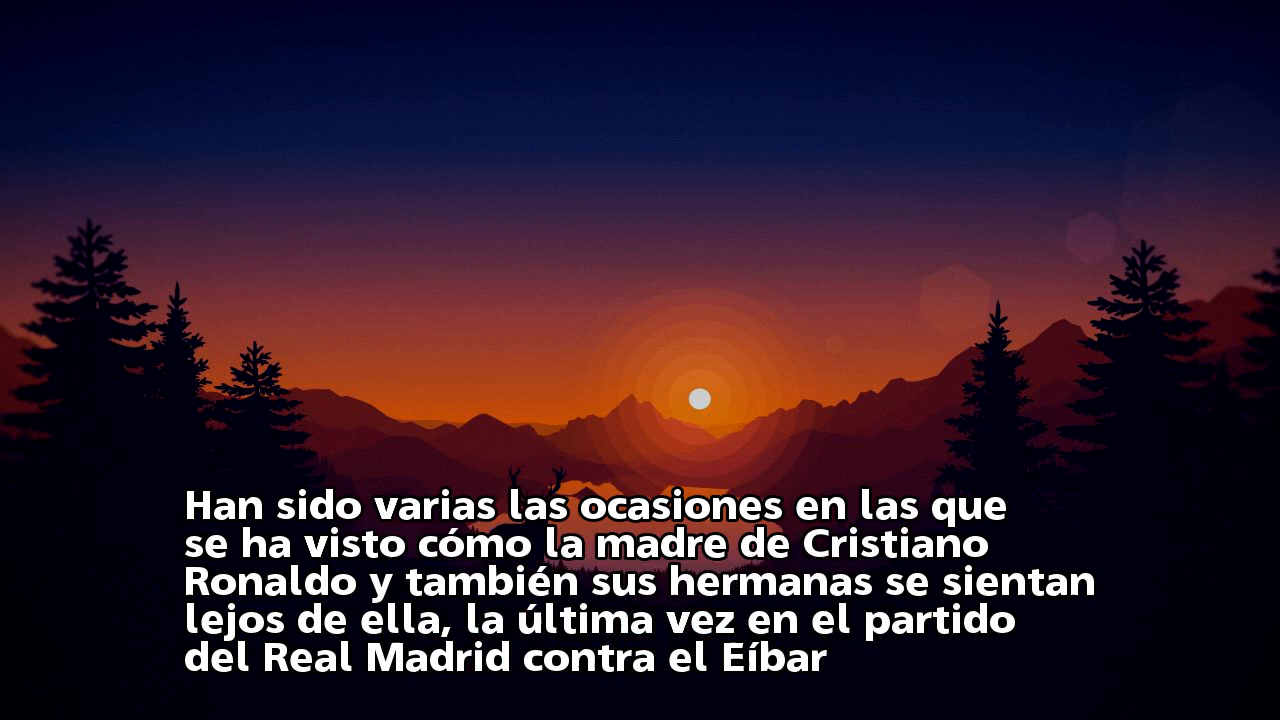 Han sido varias las ocasiones en las que
se ha visto cómo la madre de Cristiano
Ronaldo y también sus hermanas se sientan
lejos de ella, la última vez en el partido
del Real Madrid contra el Eíbar